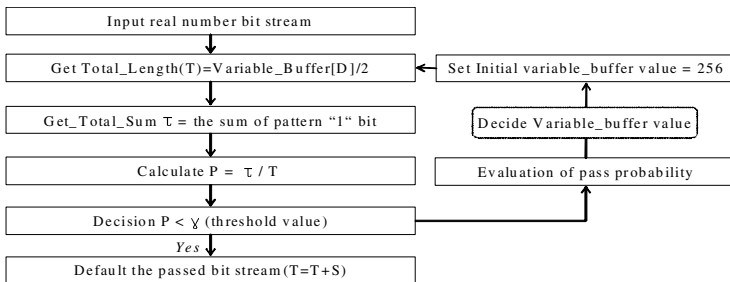 Input real number bit stream
Get Total_Length(T)=Variable_Buffer[D]/2
Set Initial variable_buffer value = 256
Get_Total_Sum τ = the sum of pattern “1“ bit
Decide Variable_buffer value
Calculate P = τ / T
Evaluation of pass probability
Decision P < γ (threshold value)
Yes
Default the passed bit stream(T=T+S)